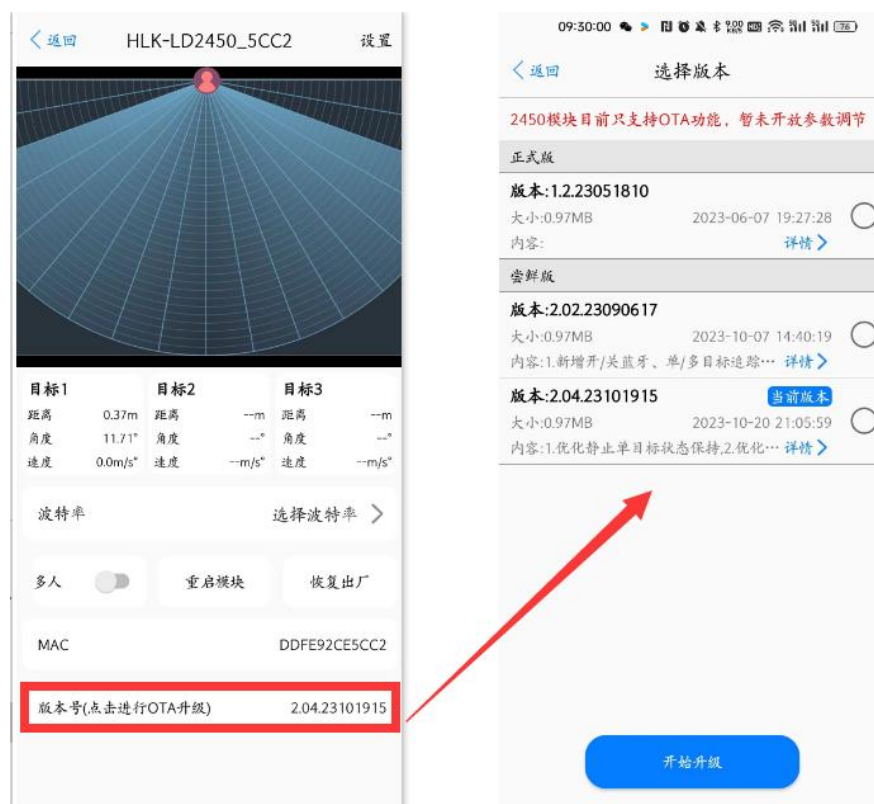 返回 HLK-LD2450_5CC2 设置
目标1 目标2 目标3
距离 0.37m 距离 --m 距离 --m
角度 11.71° 角度 --° 角度 --°
速度 0.0m/s° 速度 --m/s° 速度 --m/s°
波特率 选择波特率
多人 重启模块 恢复出厂
MAC DDFE92CE5CC2
版本号(点击进行OTA升级) 2.04.23101915
09:30:00 76
返回 选择版本
2450模块目前只支持OTA功能，暂未开放参数调节
正式版
版本:1.2.23051810
大小:0.97MB 2023-06-07 19:27:28
内容: 详情
尝鲜版
版本:2.02.23090617
大小:0.97MB 2023-10-07 14:40:19
内容:1.新增开/关蓝牙、单/多目标追踪… 详情
版本:2.04.23101915 当前版本
大小:0.97MB 2023-10-20 21:05:59
内容:1.优化静止单目标状态保持,2.优化… 详情
开始升级